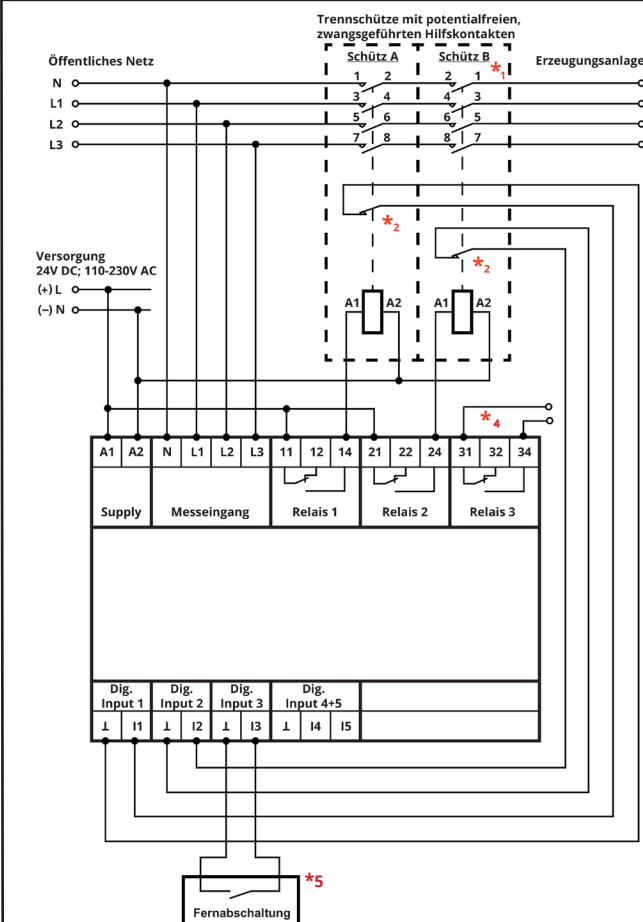 Trennschütze mit potentialfreien,
zwangsgeführten Hilfskontakten
Öffentliches Netz
Schütz A
Schütz B
*1
Erzeugungsanlage
N
1 2
2 1
L1
3 4
4 3
L2
5 6
6 5
L3
7 8
8 7
*2
*2
Versorgung
24V DC; 110-230V AC
(+) L
(−) N
A1 A2
A1 A2
*4
A1 A2 N L1 L2 L3 11 12 14 21 22 24 31 32 34
Supply Messeingang Relais 1 Relais 2 Relais 3
Dig.
Input 1
Dig.
Input 2
Dig.
Input 3
Dig.
Input 4+5
⊥ I1 ⊥ I2 ⊥ I3 ⊥ I4 I5
*5
Fernabschaltung